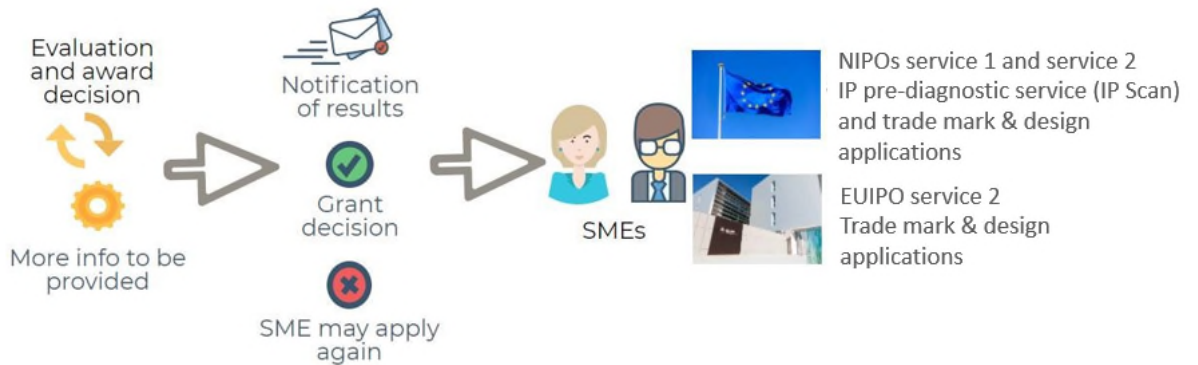 Evaluation
and award
decision
More info to be
provided
Notification
of results
Grant
decision
SME may apply
again
SMEs
NIPOs service 1 and service 2
IP pre-diagnostic service (IP Scan)
and trade mark & design
applications
EUIPO service 2
Trade mark & design
applications